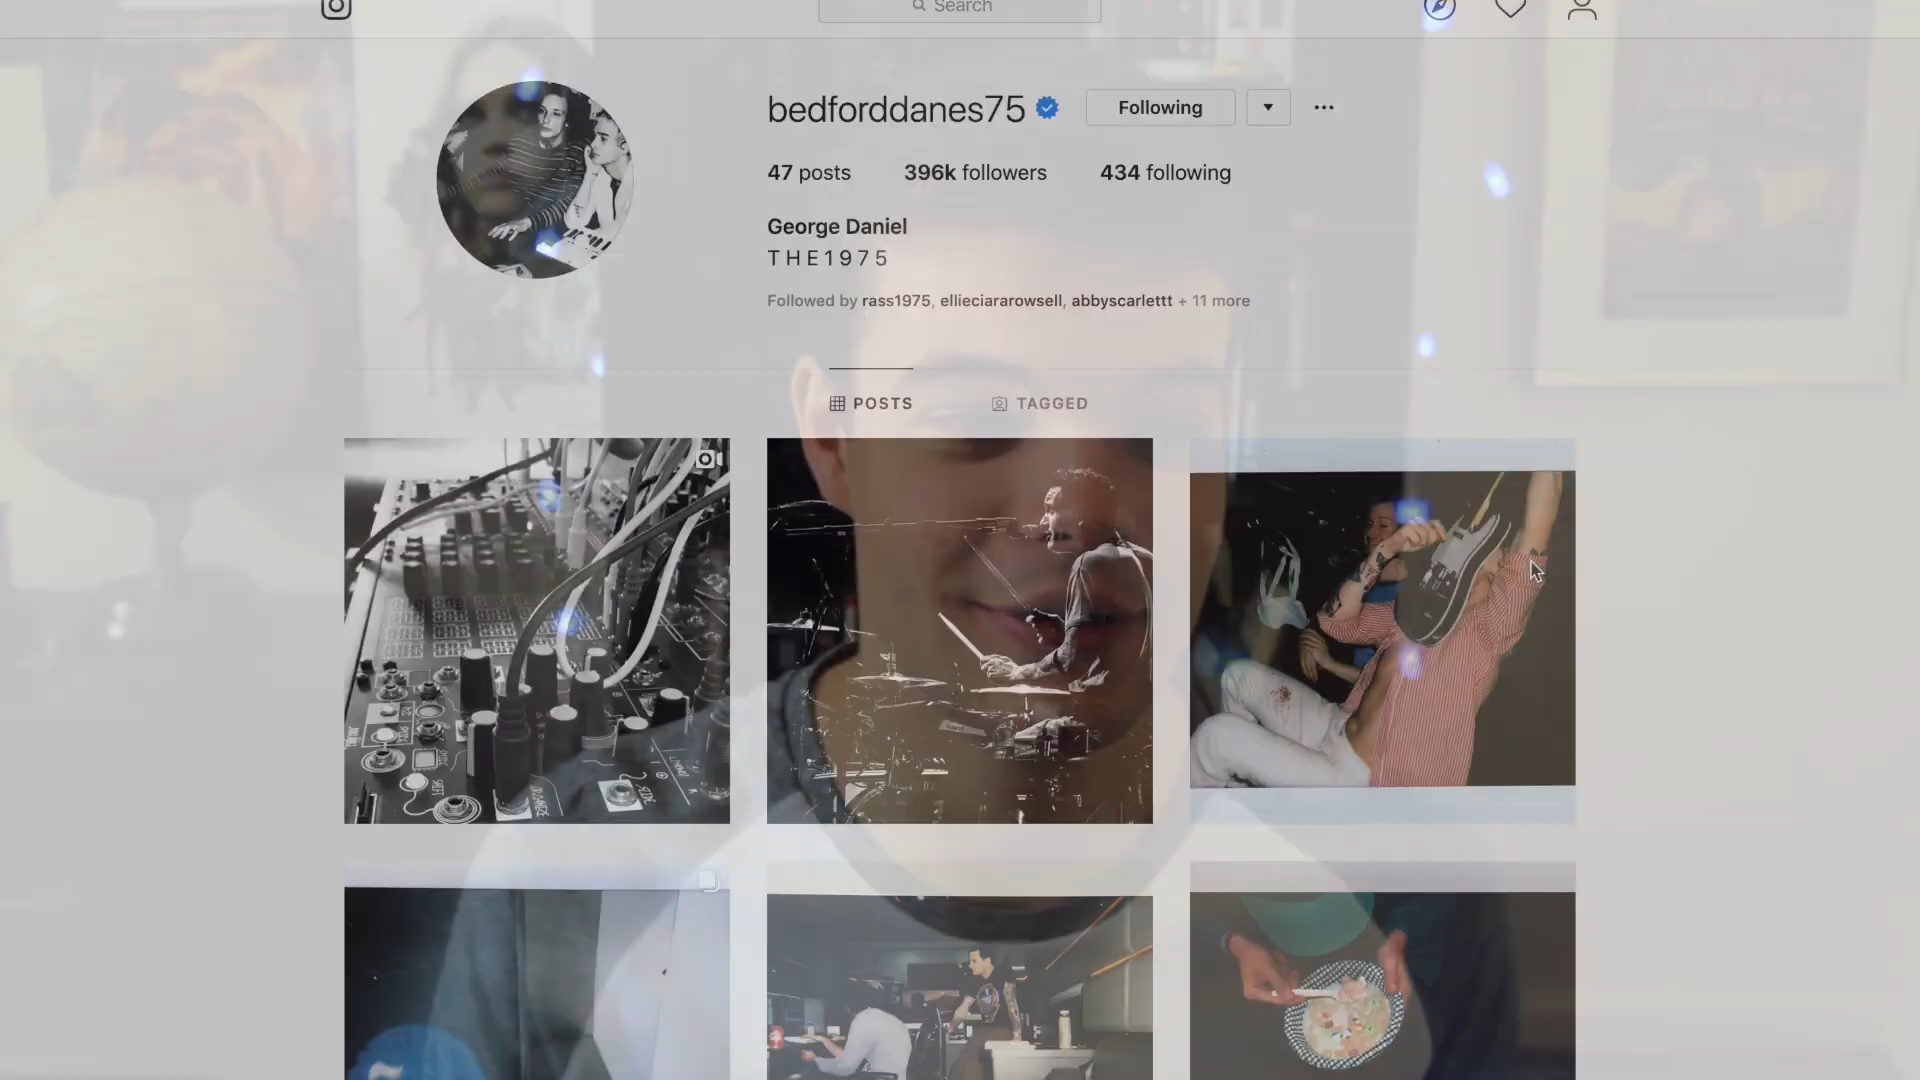 Search
bedforddanes75
Following
47 posts 396k followers 434 following
George Daniel
T H E 1 9 7 5
Followed by rass1975, ellieciararowsell, abbyscarlettt + 11 more
POSTS
TAGGED